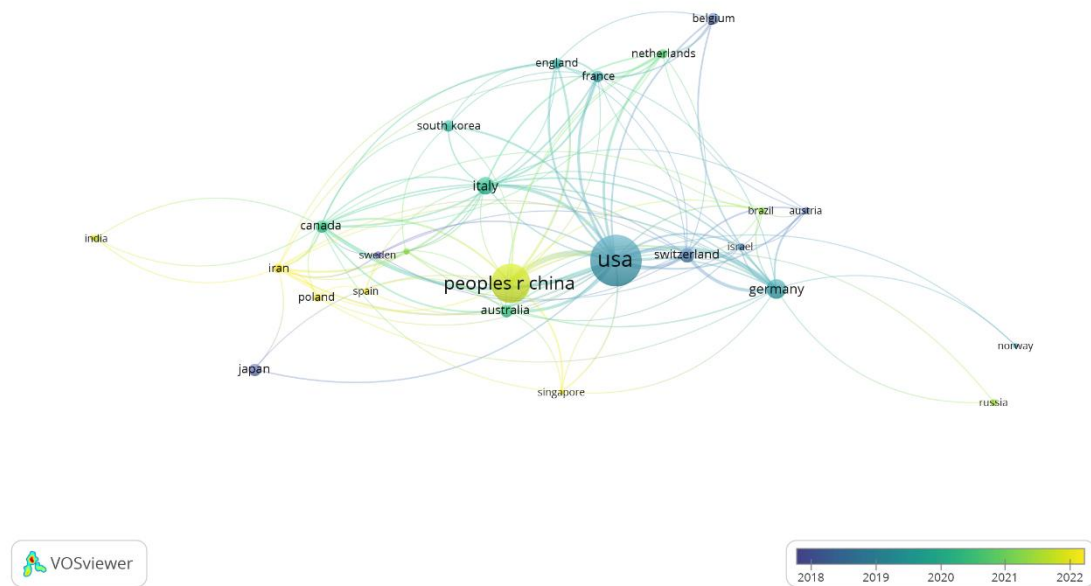 belgium
netherlands
england
france
south korea
italy
brazil
austria
canada
india
israel
sweden
switzerland
usa
iran
peoples r china
germany
spain
poland
australia
norway
japan
singapore
russia
VOSviewer
2018 2019 2020 2021 2022